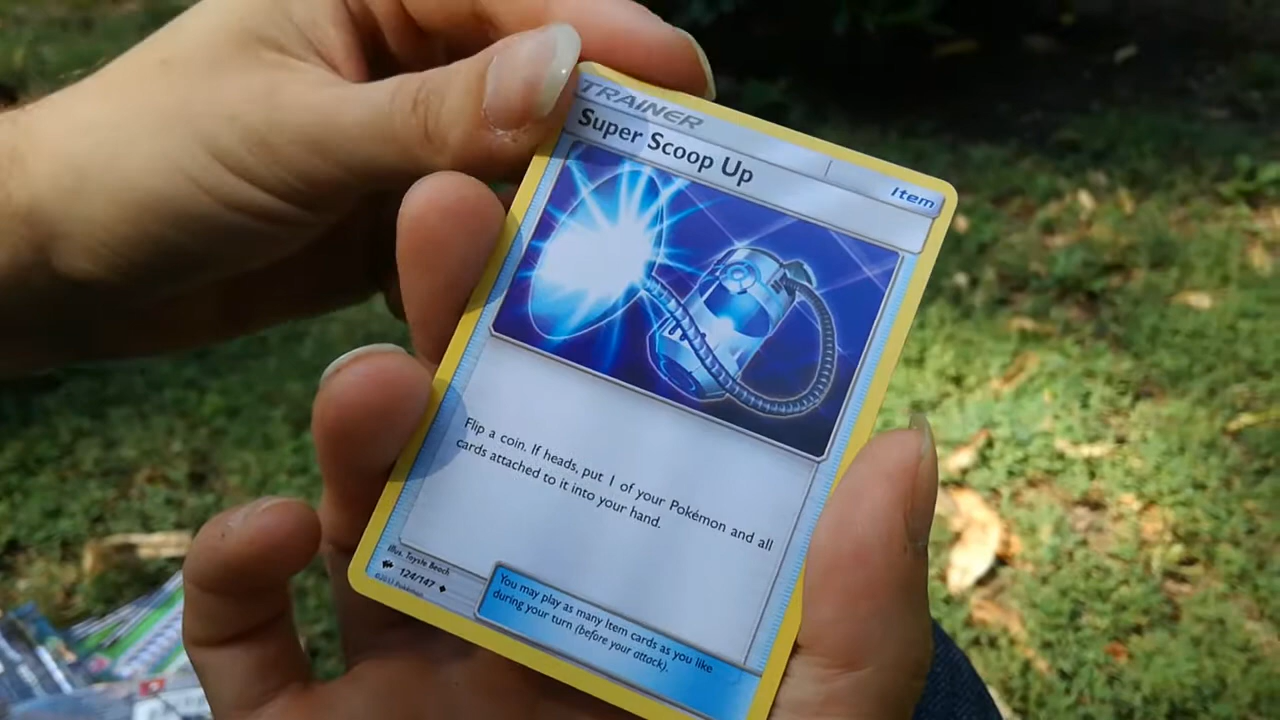 TRAINER
Super Scoop Up
Item
Flip a coin. If heads, put 1 of your Pokémon and all
cards attached to it into your hand.
Illus. Toyste Beach
124/147
©2017 Pokémon
You may play as many Item cards as you like
during your turn (before your attack).